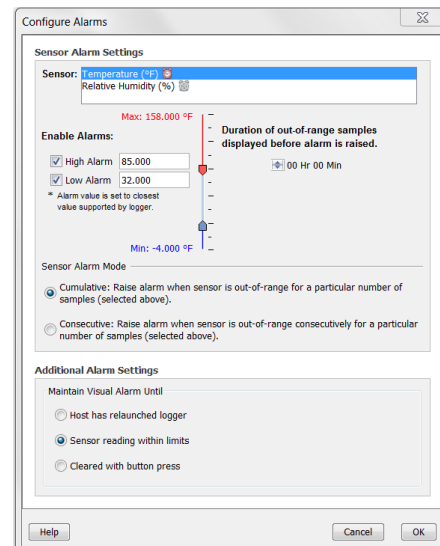 Configure Alarms
Sensor Alarm Settings
Sensor: Temperature (°F)
Relative Humidity (%)
Max: 158.000 °F
Duration of out-of-range samples
displayed before alarm is raised.
Enable Alarms:
00 Hr 00 Min
High Alarm 85.000
Low Alarm 32.000
* Alarm value is set to closest
value supported by logger.
Min: -4.000 °F
Sensor Alarm Mode
Cumulative: Raise alarm when sensor is out-of-range for a particular number of
samples (selected above).
Consecutive: Raise alarm when sensor is out-of-range consecutively for a particular
number of samples (selected above).
Additional Alarm Settings
Maintain Visual Alarm Until
Host has relaunched logger
Sensor reading within limits
Cleared with button press
Help
Cancel
OK